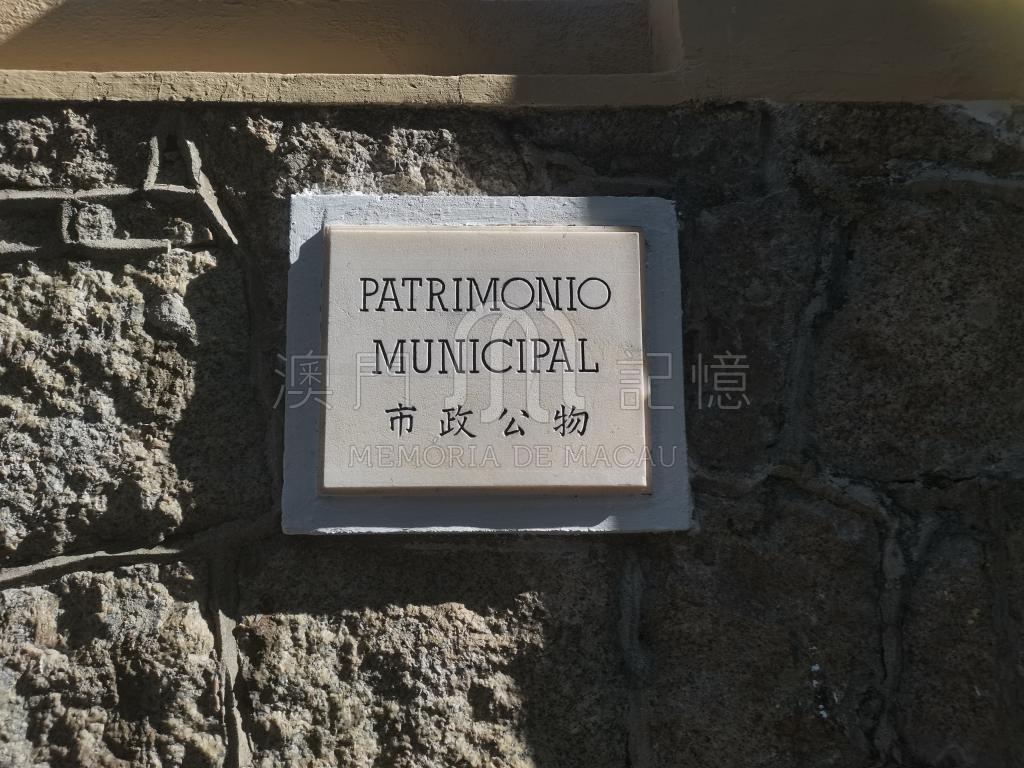 PATRIMONIO
MUNICIPAL
澳門記憶
市政公物
MEMÓRIA DE MACAU